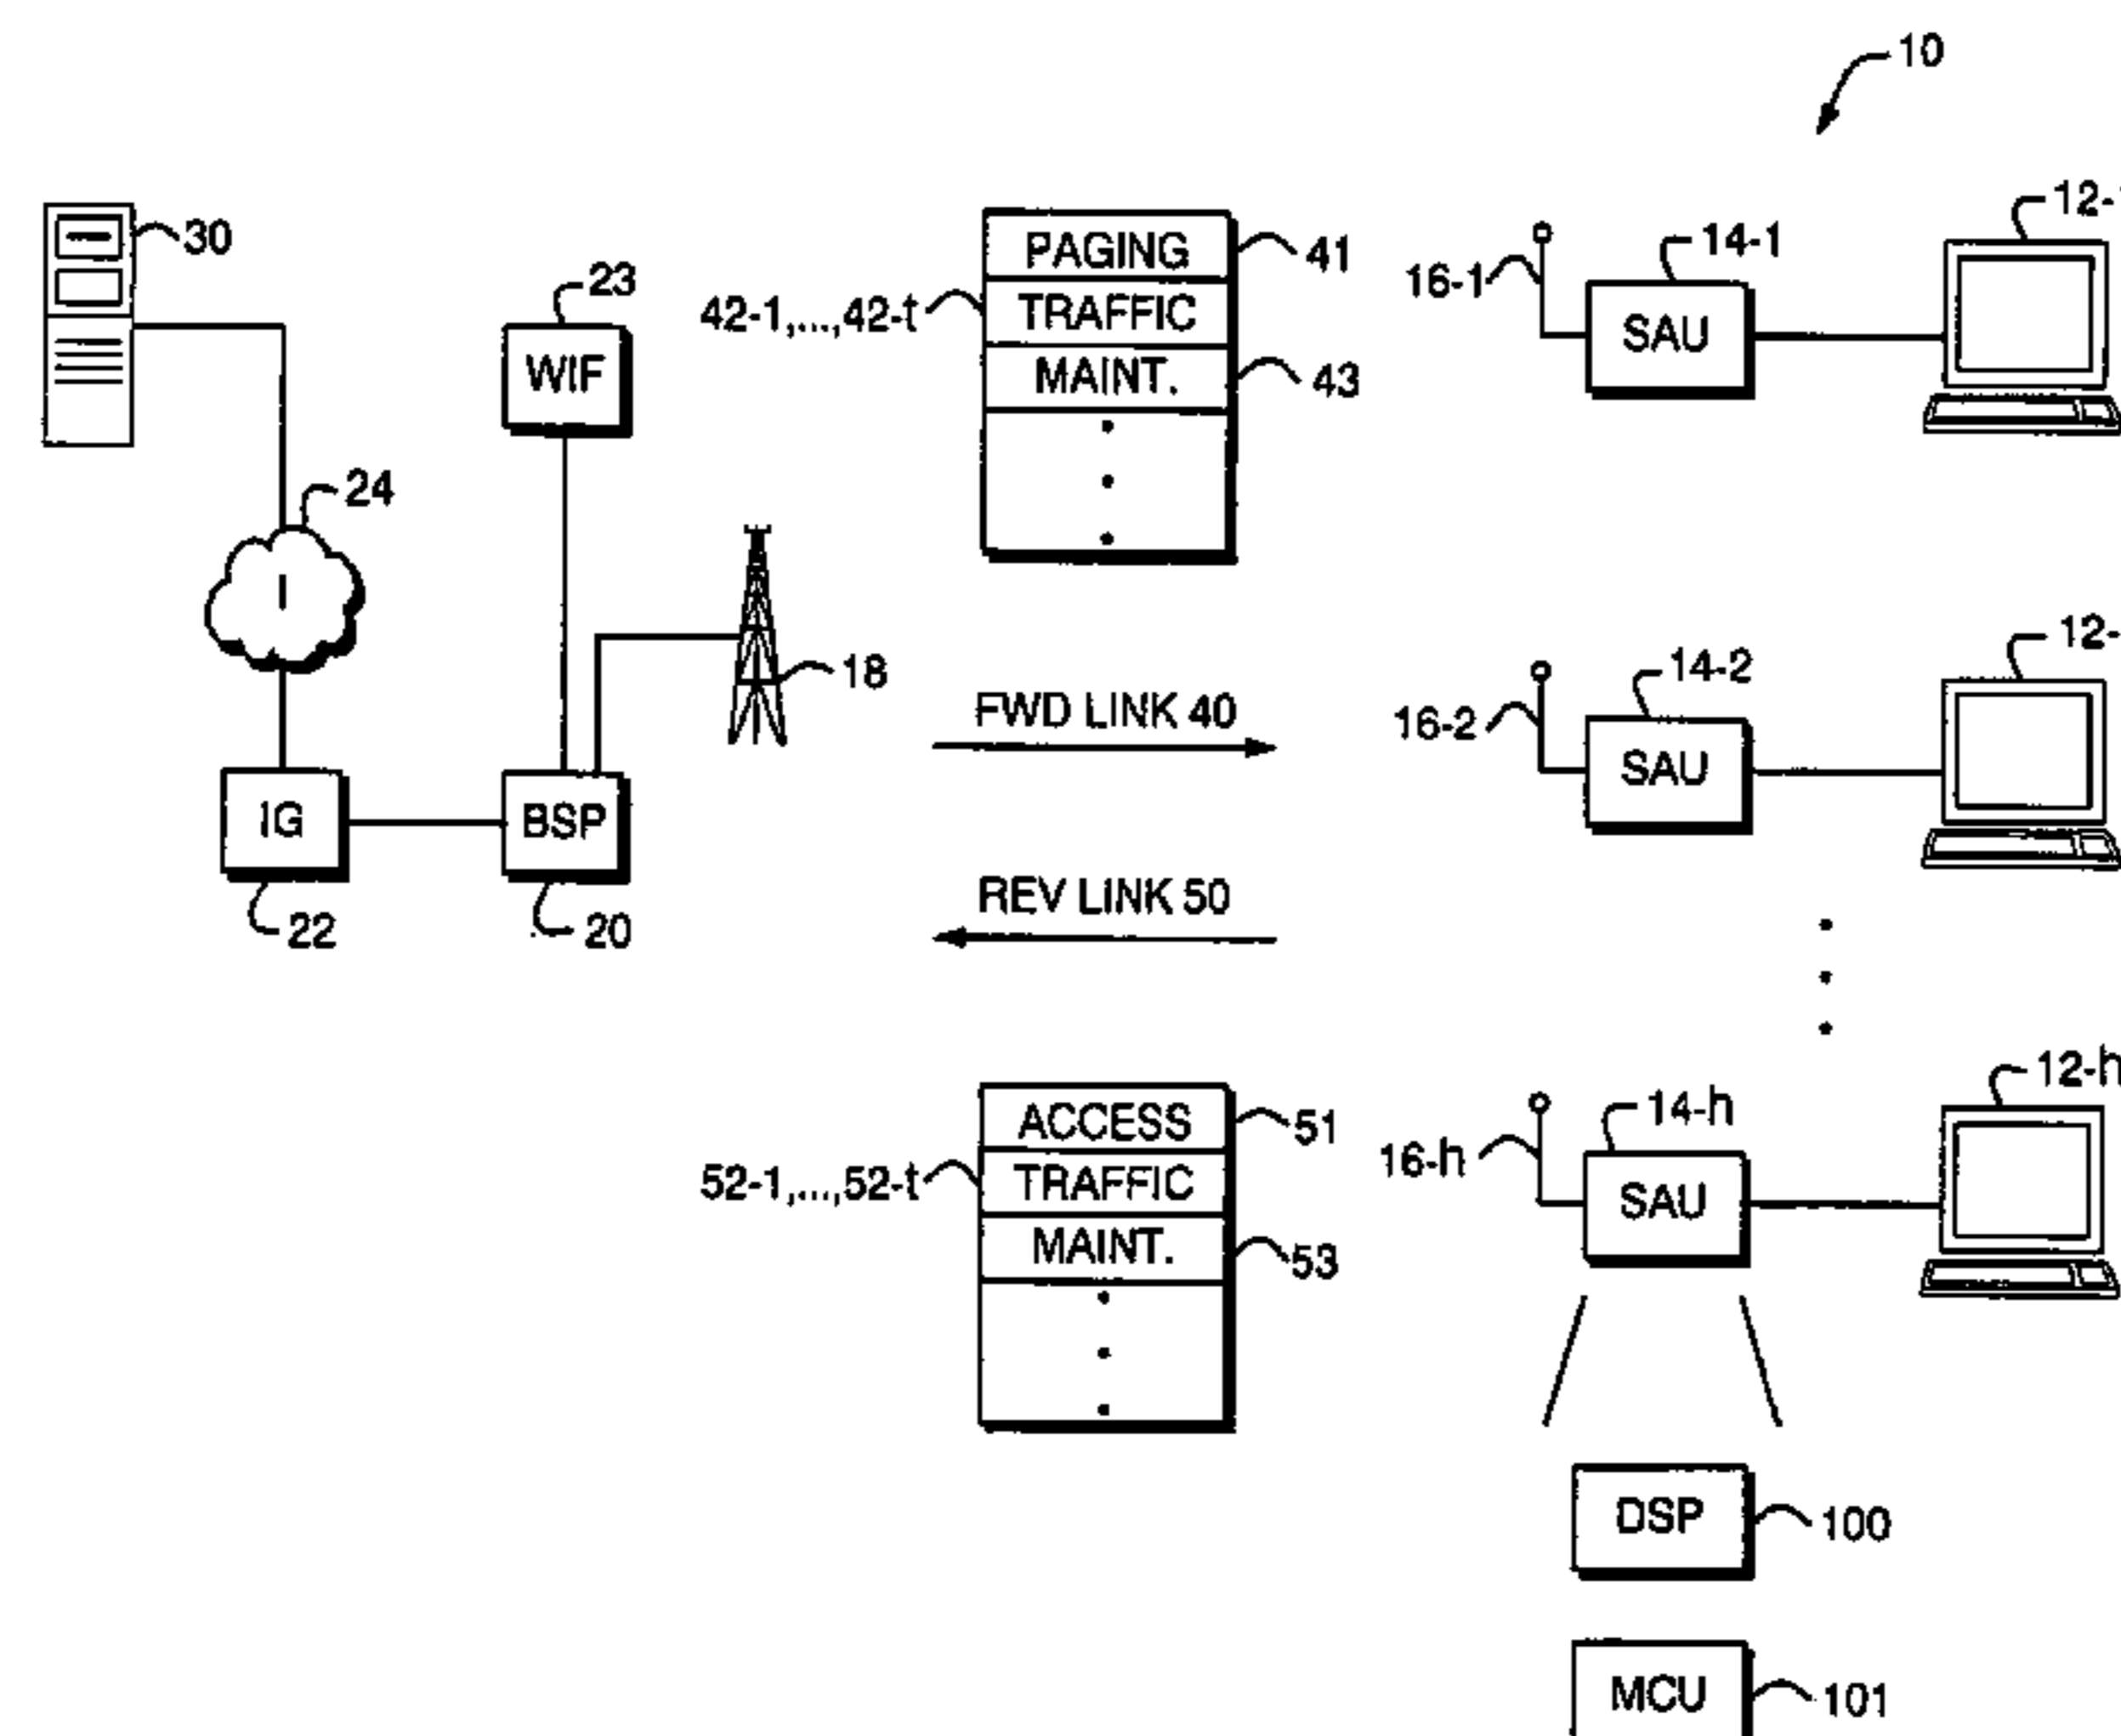 10
30
23
WIF
24
I
18
IG
BSP
22
20
PAGING
41
42-1,...,42-t
TRAFFIC
MAINT.
43
FWD LINK 40
REV LINK 50
ACCESS
51
52-1,...,52-t
TRAFFIC
MAINT.
53
16-1
14-1
SAU
12-1
16-2
14-2
SAU
12-
16-h
14-h
SAU
12-h
DSP
100
MCU
101